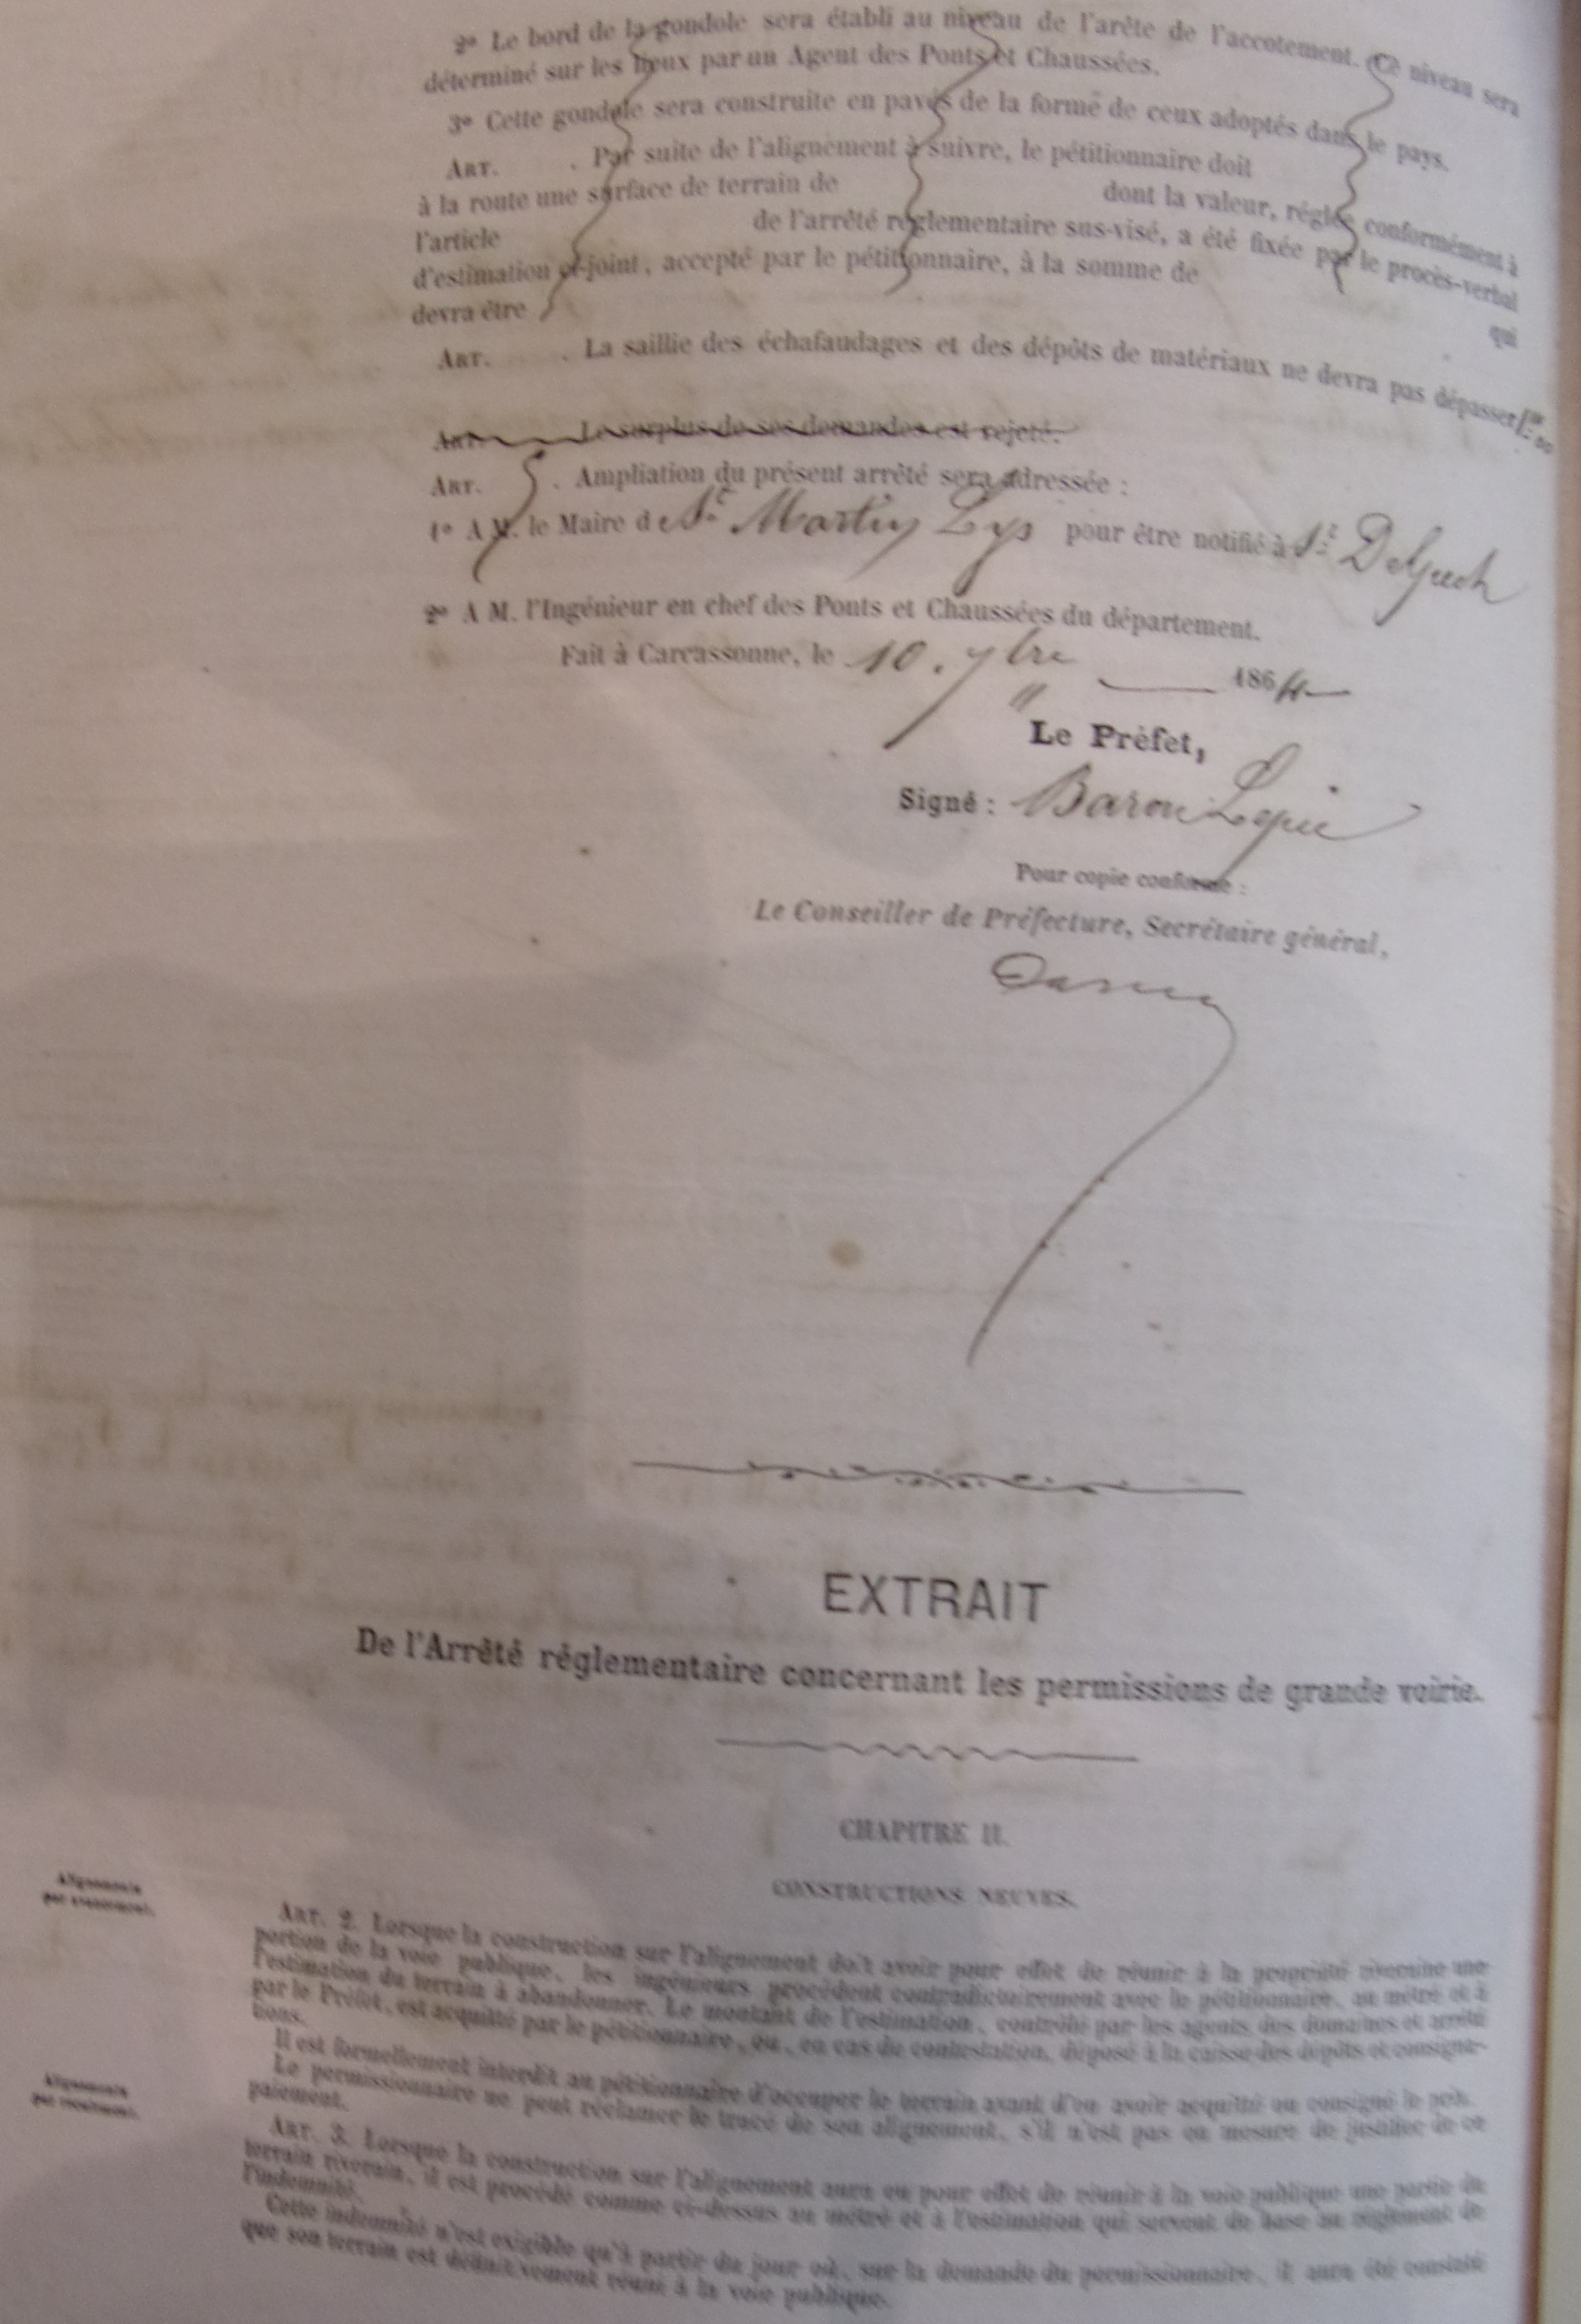 2° Le bord de la gondole sera établi au niveau de l'arête de l'accotement. Ce niveau sera
déterminé sur les lieux par un Agent des Ponts et Chaussées.
3° Cette gondole sera construite en pavés de la forme de ceux adoptés dans le pays.
ART. . Par suite de l'alignement à suivre, le pétitionnaire doit
à la route une surface de terrain de dont la valeur, réglée conformément à
l'article de l'arrêté réglementaire sus-visé, a été fixée par le procès-verbal
d'estimation ci-joint, accepté par le pétitionnaire, à la somme de qui
devra être
ART. . La saillie des échafaudages et des dépôts de matériaux ne devra pas dépasser 1m 00
ART. Le surplus de ses demandes est rejeté.
ART. 5. Ampliation du présent arrêté sera adressée :
1° A M. le Maire de St Martin Lys pour être notifié à Sr Delpech
2° A M. l'Ingénieur en chef des Ponts et Chaussées du département.
Fait à Carcassonne, le 10. 7bre 1864
Le Préfet,
Signé : Baron
Pour copie conforme :
Le Conseiller de Préfecture, Secrétaire général,
EXTRAIT
De l'Arrêté réglementaire concernant les permissions de grande voirie.
CHAPITRE II.
CONSTRUCTIONS NEUVES.
Alignements
par avancement.
ART. 2. Lorsque la construction sur l'alignement doit avoir pour effet de réunir à la propriété riveraine une
portion de la voie publique, les ingénieurs procèdent contradictoirement avec le pétitionnaire, au métré et à
l'estimation du terrain à abandonner. Le montant de l'estimation, contrôlé par les agents des domaines et arrêté
par le Préfet, est acquitté par le pétitionnaire, ou, en cas de contestation, déposé à la caisse des dépôts et consigna-
tions.
Il est formellement interdit au pétitionnaire d'occuper le terrain avant d'en avoir acquitté ou consigné le prix.
Le permissionnaire ne peut réclamer le tracé de son alignement, s'il n'est pas en mesure de justifier de ce
paiement.
Alignements
par reculement.
ART. 3. Lorsque la construction sur l'alignement aura eu pour effet de réunir à la voie publique une partie du
terrain riverain, il est procédé comme ci-dessus au métré et à l'estimation qui servent de base au règlement de
l'indemnité.
Cette indemnité n'est exigible qu'à partir du jour où, sur la demande du permissionnaire, il aura été constaté
que son terrain est définitivement réuni à la voie publique.